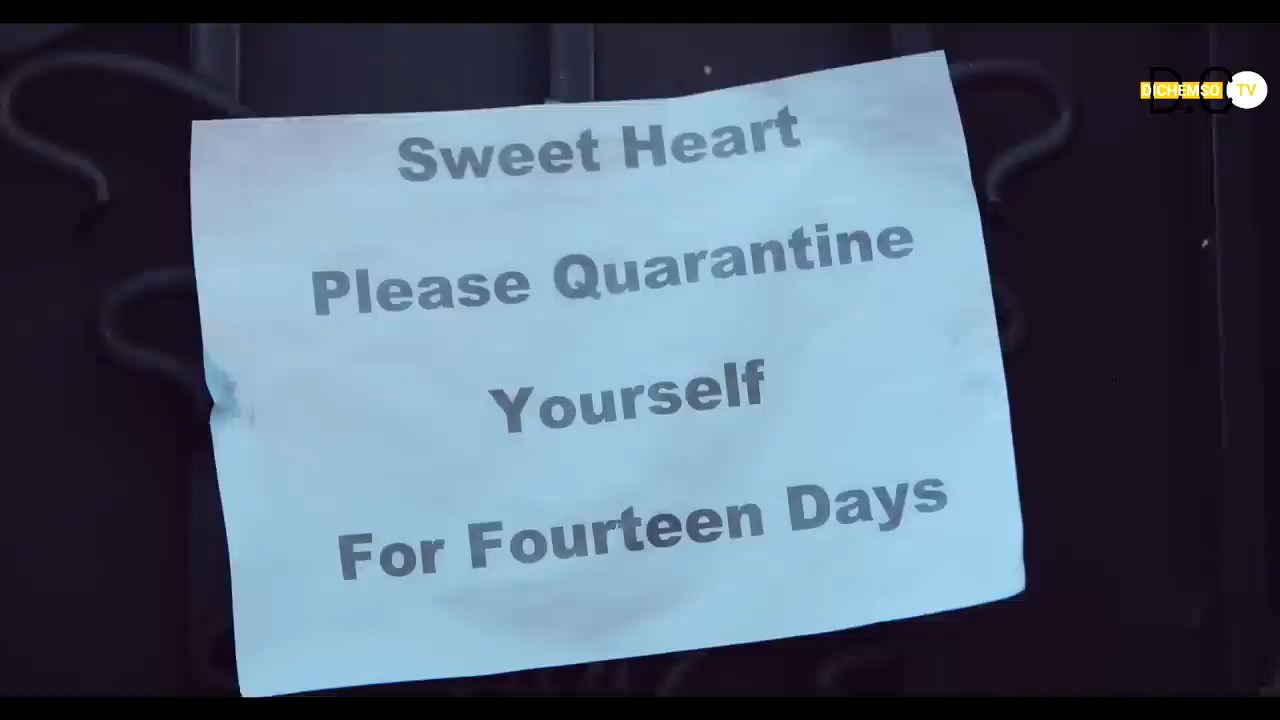 Sweet Heart
Please Quarantine
Yourself
For Fourteen Days
D.C
DICHEMSO TV